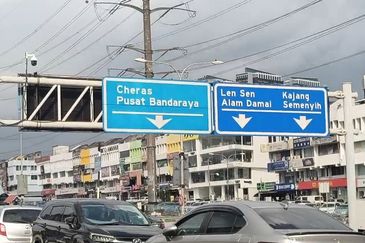 Cheras
Pusat Bandaraya
Len Sen
Alam Damai
Kajang
Semenyih